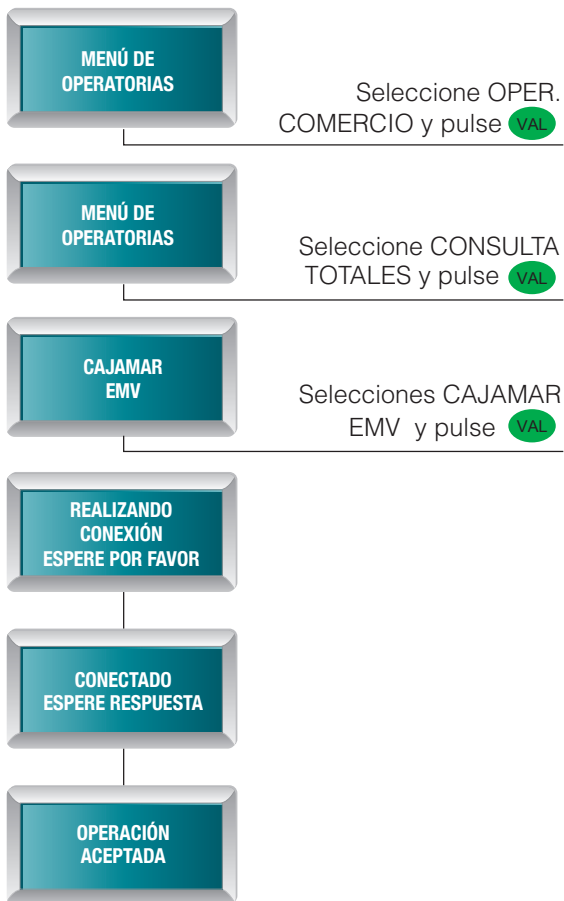 MENÚ DE
OPERATORIAS
Seleccione OPER.
COMERCIO y pulse VAL
MENÚ DE
OPERATORIAS
Seleccione CONSULTA
TOTALES y pulse VAL
CAJAMAR
EMV
Selecciones CAJAMAR
EMV y pulse VAL
REALIZANDO
CONEXIÓN
ESPERE POR FAVOR
CONECTADO
ESPERE RESPUESTA
OPERACIÓN
ACEPTADA